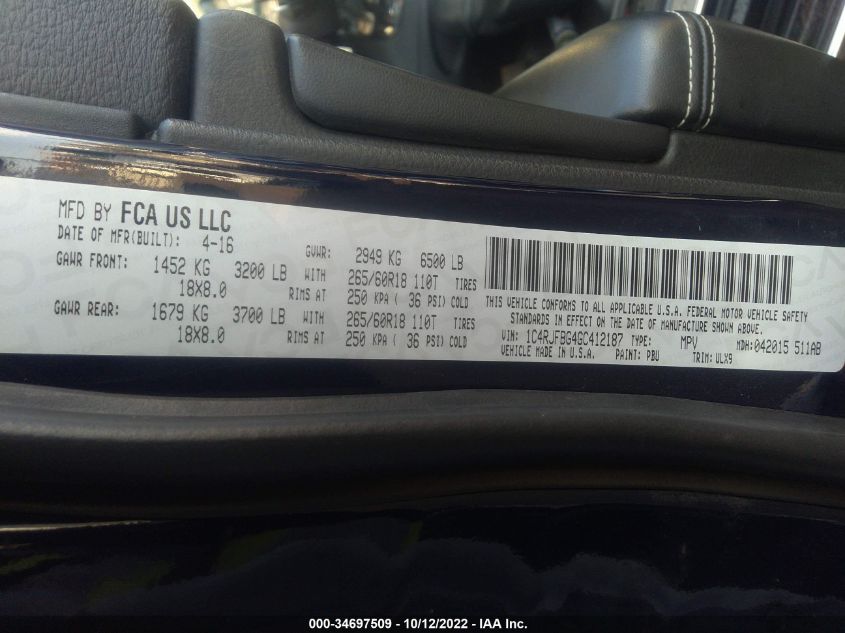 MFD BY FCA US LLC
DATE OF MFR(BUILT): 4-16 GVWR: 2949 KG 6500 LB
GAWR FRONT: 1452 KG 3200 LB WITH 265/60R18 110T TIRES
18X8.0 RIMS AT 250 KPA ( 36 PSI) COLD
GAWR REAR: 1679 KG 3700 LB WITH 265/60R18 110T TIRES
18X8.0 RIMS AT 250 KPA ( 36 PSI) COLD
THIS VEHICLE CONFORMS TO ALL APPLICABLE U.S.A. FEDERAL MOTOR VEHICLE SAFETY
STANDARDS IN EFFECT ON THE DATE OF MANUFACTURE SHOWN ABOVE.
VIN: 1C4RJFBG4GC412187 TYPE: MPV MDH:042015 511AB
VEHICLE MADE IN U.S.A. PAINT: PBU TRIM: ULX9
000-34697509 - 10/12/2022 - IAA Inc.